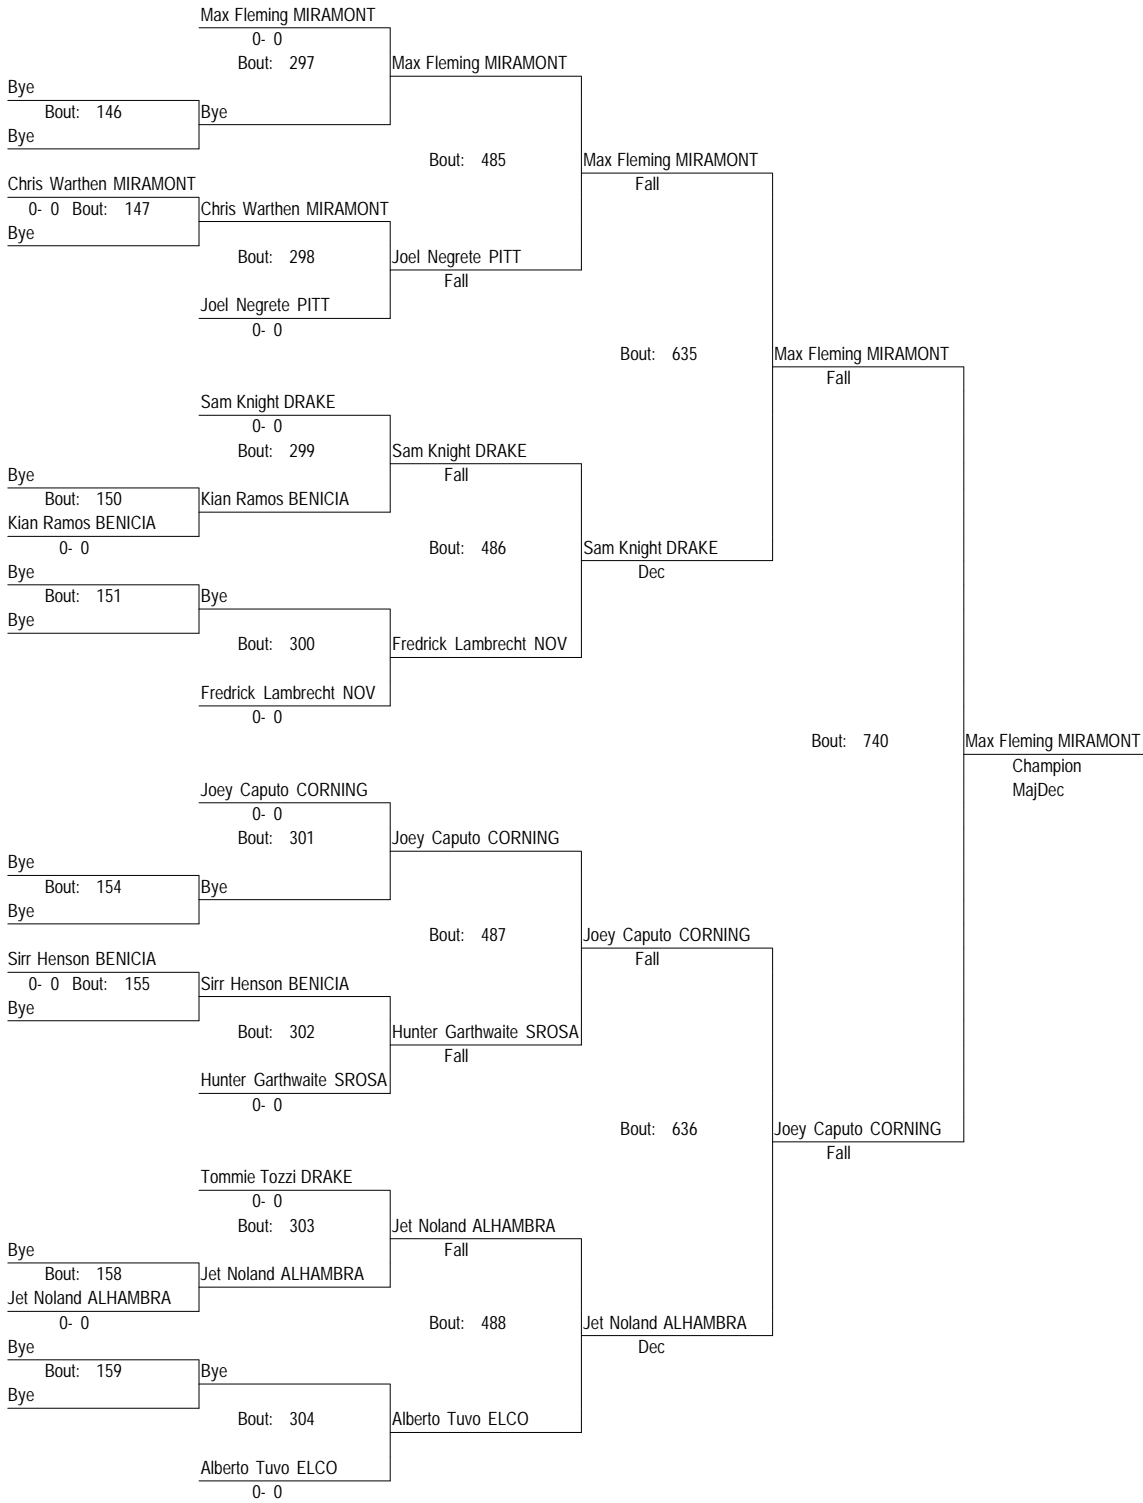 Max Fleming MIRAMONT
0- 0
Bout: 297
Max Fleming MIRAMONT
Bye
Bout: 146
Bye
Bye
Bout: 485
Max Fleming MIRAMONT
Fall
Chris Warthen MIRAMONT
0- 0 Bout: 147
Chris Warthen MIRAMONT
Bye
Bout: 298
Joel Negrete PITT
Fall
Joel Negrete PITT
0- 0
Bout: 635
Max Fleming MIRAMONT
Fall
Sam Knight DRAKE
0- 0
Bout: 299
Sam Knight DRAKE
Fall
Bye
Bout: 150
Kian Ramos BENICIA
Kian Ramos BENICIA
0- 0
Bout: 486
Sam Knight DRAKE
Dec
Bye
Bout: 151
Bye
Bye
Bout: 300
Fredrick Lambrecht NOV
Fredrick Lambrecht NOV
0- 0
Bout: 740
Max Fleming MIRAMONT
Champion
MajDec
Joey Caputo CORNING
0- 0
Bout: 301
Joey Caputo CORNING
Bye
Bout: 154
Bye
Bye
Bout: 487
Joey Caputo CORNING
Fall
Sirr Henson BENICIA
0- 0 Bout: 155
Sirr Henson BENICIA
Bye
Bout: 302
Hunter Garthwaite SROSA
Fall
Hunter Garthwaite SROSA
0- 0
Bout: 636
Joey Caputo CORNING
Fall
Tommie Tozzi DRAKE
0- 0
Bout: 303
Jet Noland ALHAMBRA
Fall
Bye
Bout: 158
Jet Noland ALHAMBRA
Jet Noland ALHAMBRA
0- 0
Bout: 488
Jet Noland ALHAMBRA
Dec
Bye
Bout: 159
Bye
Bye
Bout: 304
Alberto Tuvo ELCO
Alberto Tuvo ELCO
0- 0